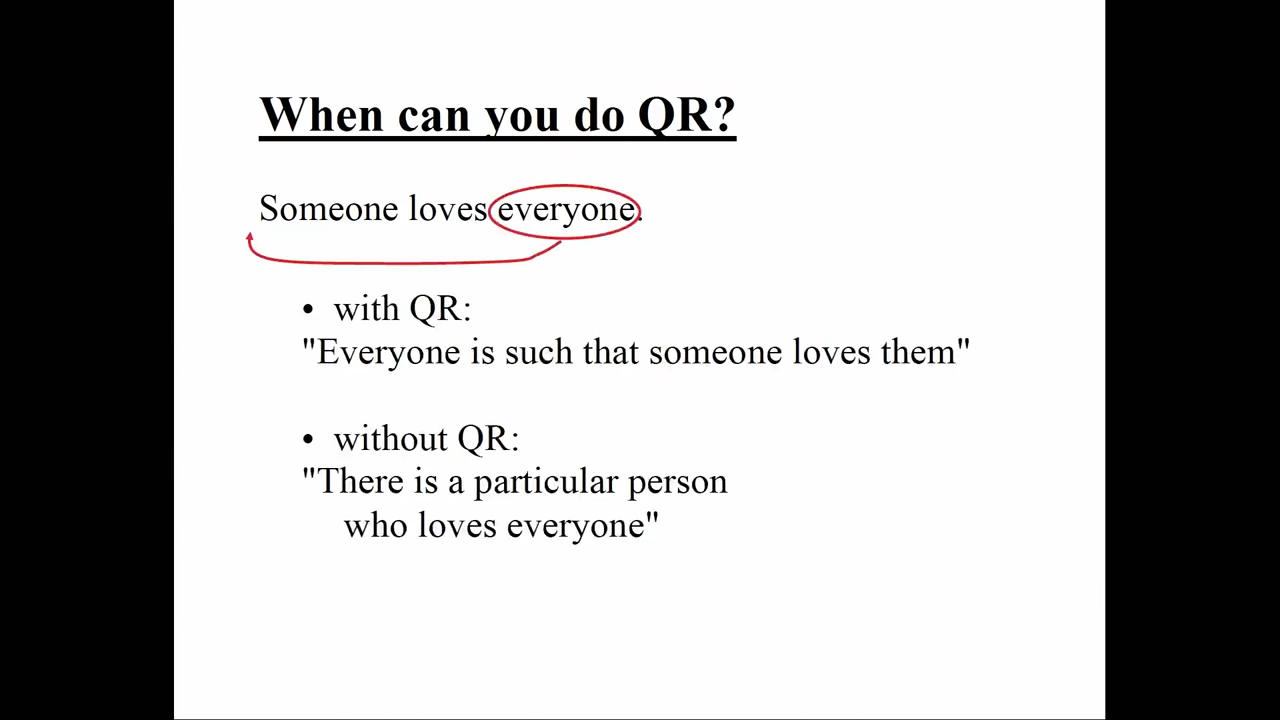 When can you do QR?
Someone loves everyone.
• with QR:
"Everyone is such that someone loves them"
• without QR:
"There is a particular person
who loves everyone"